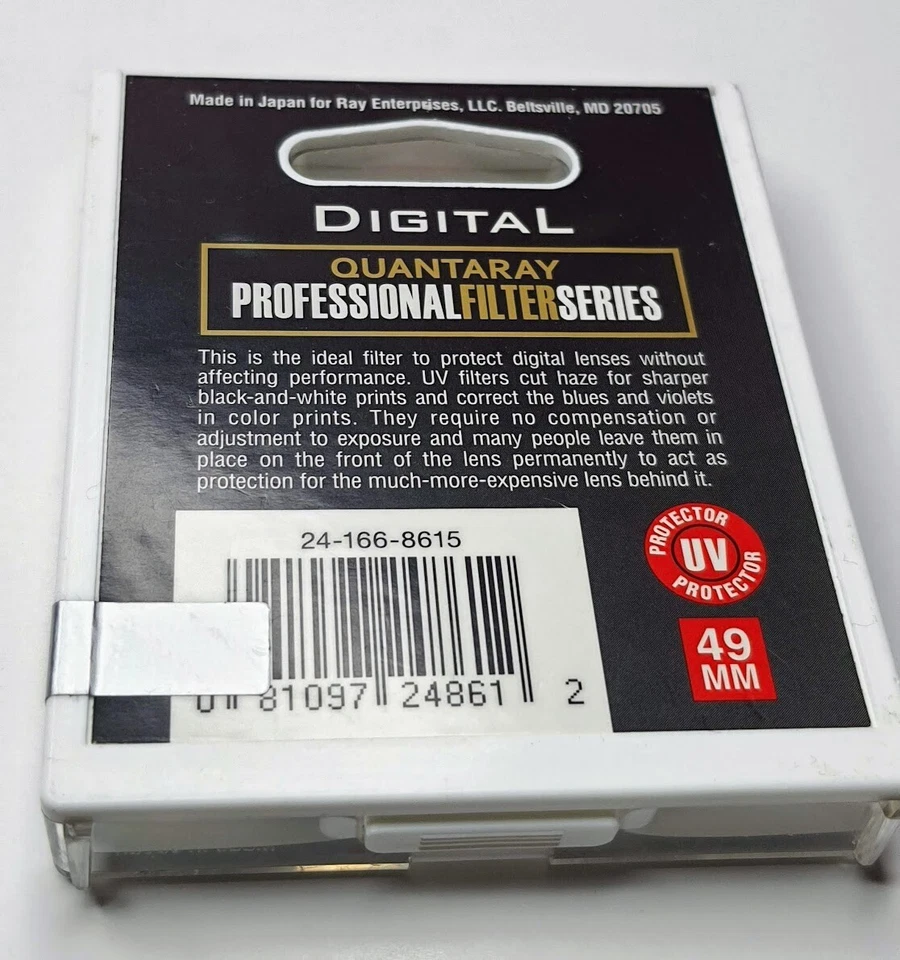 Made in Japan for Ray Enterprises, LLC. Beltsville, MD 20705
DIGITAL
QUANTARAY
PROFESSIONALFILTERSERIES
This is the ideal filter to protect digital lenses without
affecting performance. UV filters cut haze for sharper
black-and-white prints and correct the blues and violets
in color prints. They require no compensation or
adjustment to exposure and many people leave them in
place on the front of the lens permanently to act as
protection for the much-more-expensive lens behind it.
24-166-8615
0 81097 24861 2
PROTECTOR
UV
PROTECTOR
49
MM